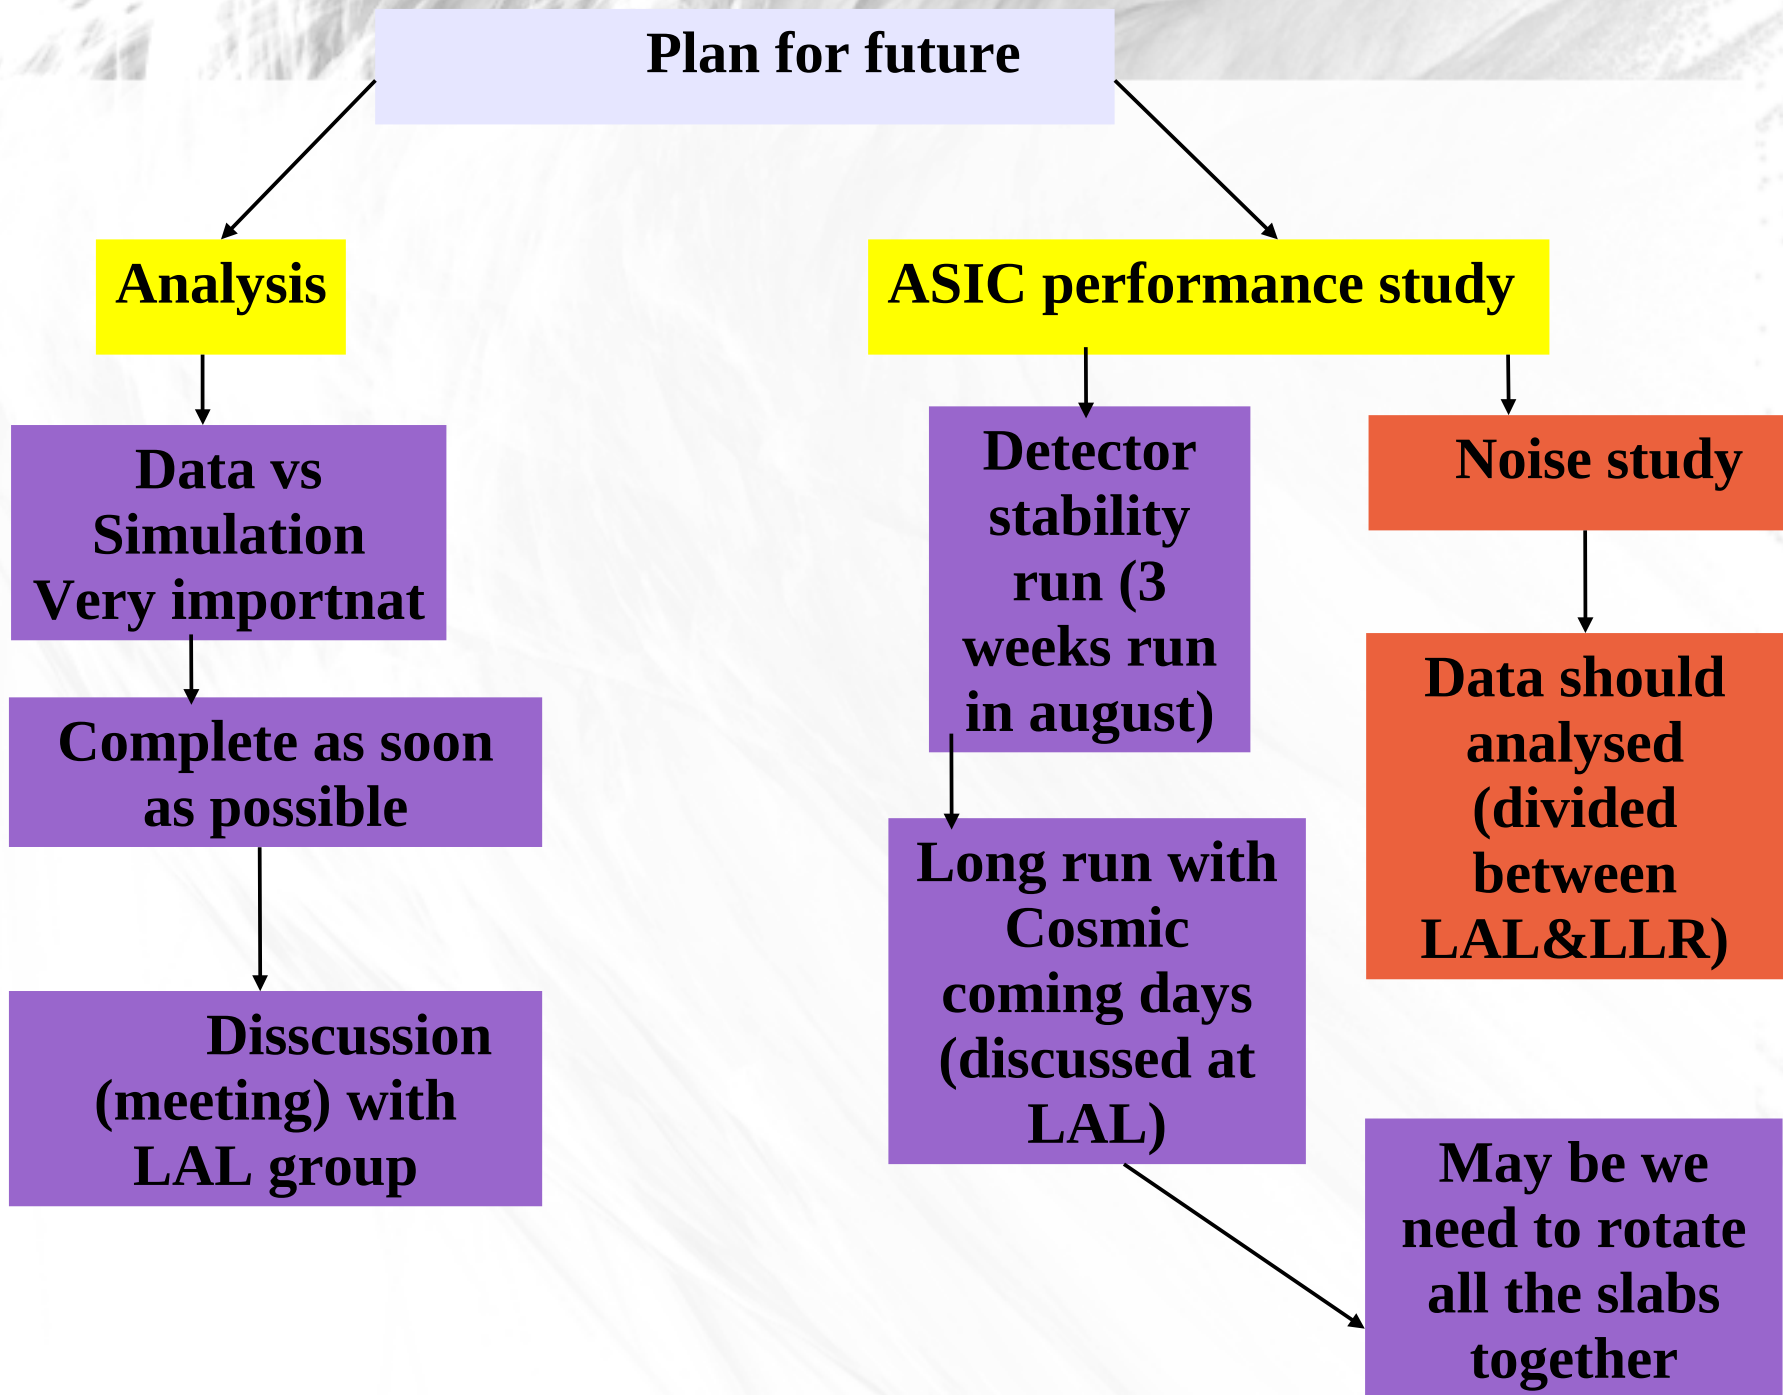 Plan for future
Analysis
Data vs
Simulation
Very importnat
Complete as soon
as possible
Disscussion
(meeting) with
LAL group
ASIC performance study
Detector
stability
run (3
weeks run
in august)
Long run with
Cosmic
coming days
(discussed at
LAL)
May be we
need to rotate
all the slabs
together
Noise study
Data should
analysed
(divided
between
LAL&LLR)